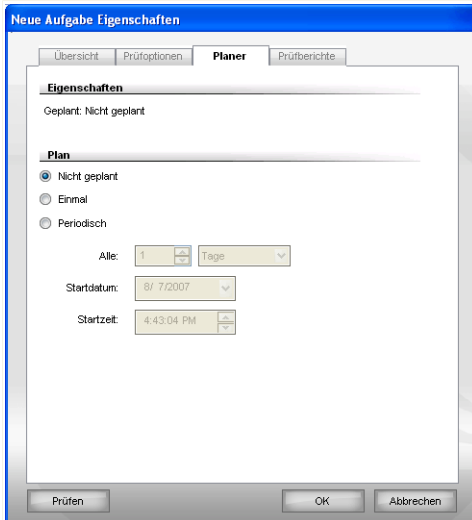 Neue Aufgabe Eigenschaften
Übersicht Prüfoptionen Planer Prüfberichte
Eigenschaften
Geplant: Nicht geplant
Plan
Nicht geplant
Einmal
Periodisch
Alle: 1 Tage
Startdatum: 8/ 7/2007
Startzeit: 4:43:04 PM
Prüfen OK Abbrechen